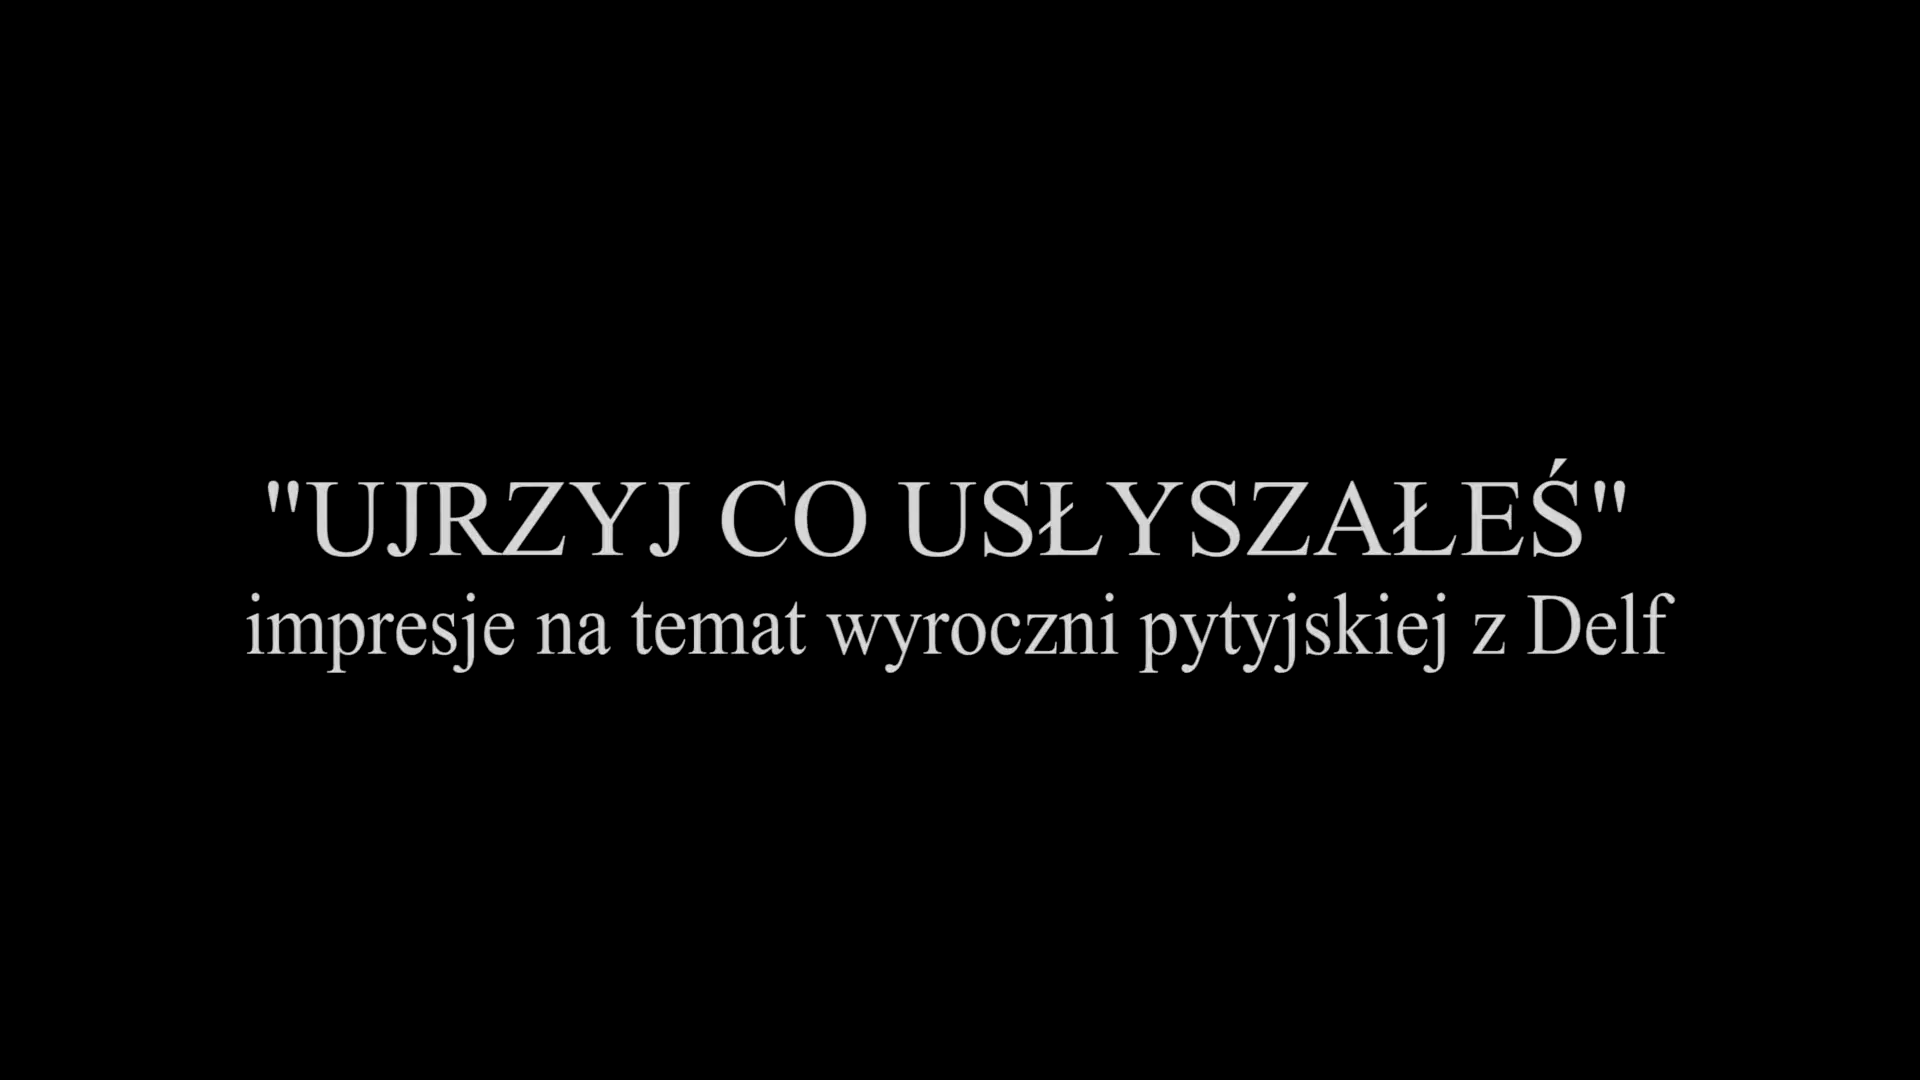 "UJRZYJ CO USŁYSZAŁEŚ"
impresje na temat wyroczni pytyjskiej z Delf